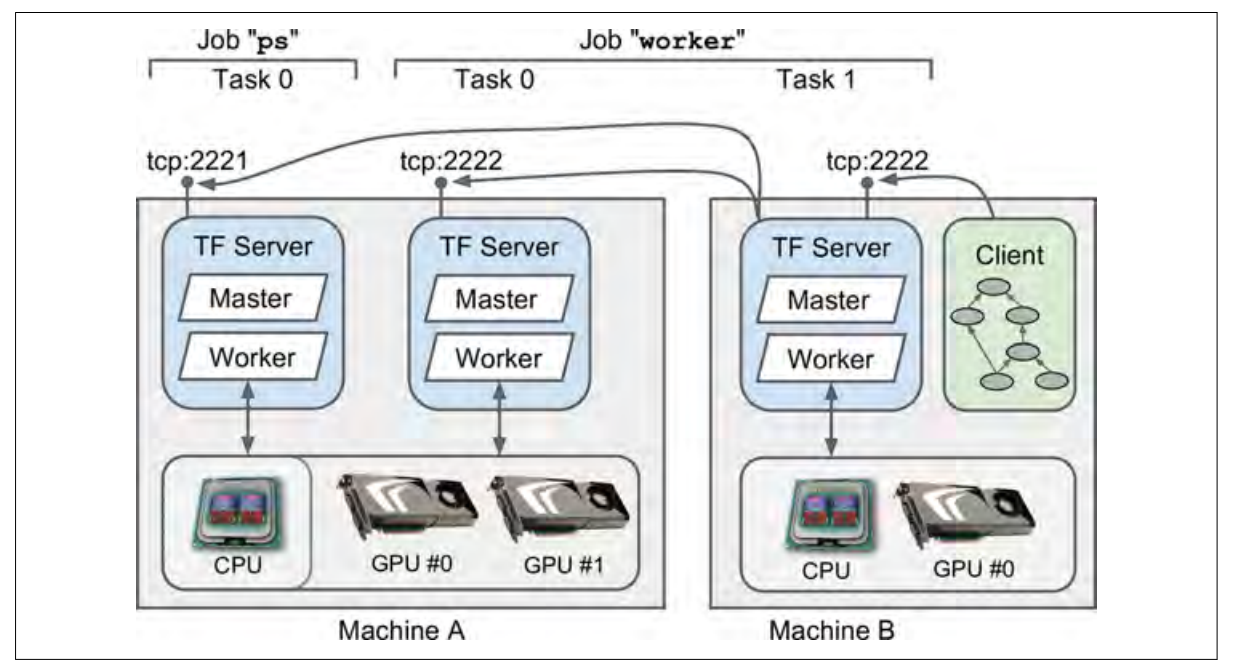 Job "ps"
Job "worker"
Task 0
Task 0
Task 1
tcp:2221
tcp:2222
tcp:2222
TF Server
Master
Worker
TF Server
Master
Worker
TF Server
Master
Worker
Client
CPU
GPU #0
GPU #1
CPU
GPU #0
Machine A
Machine B